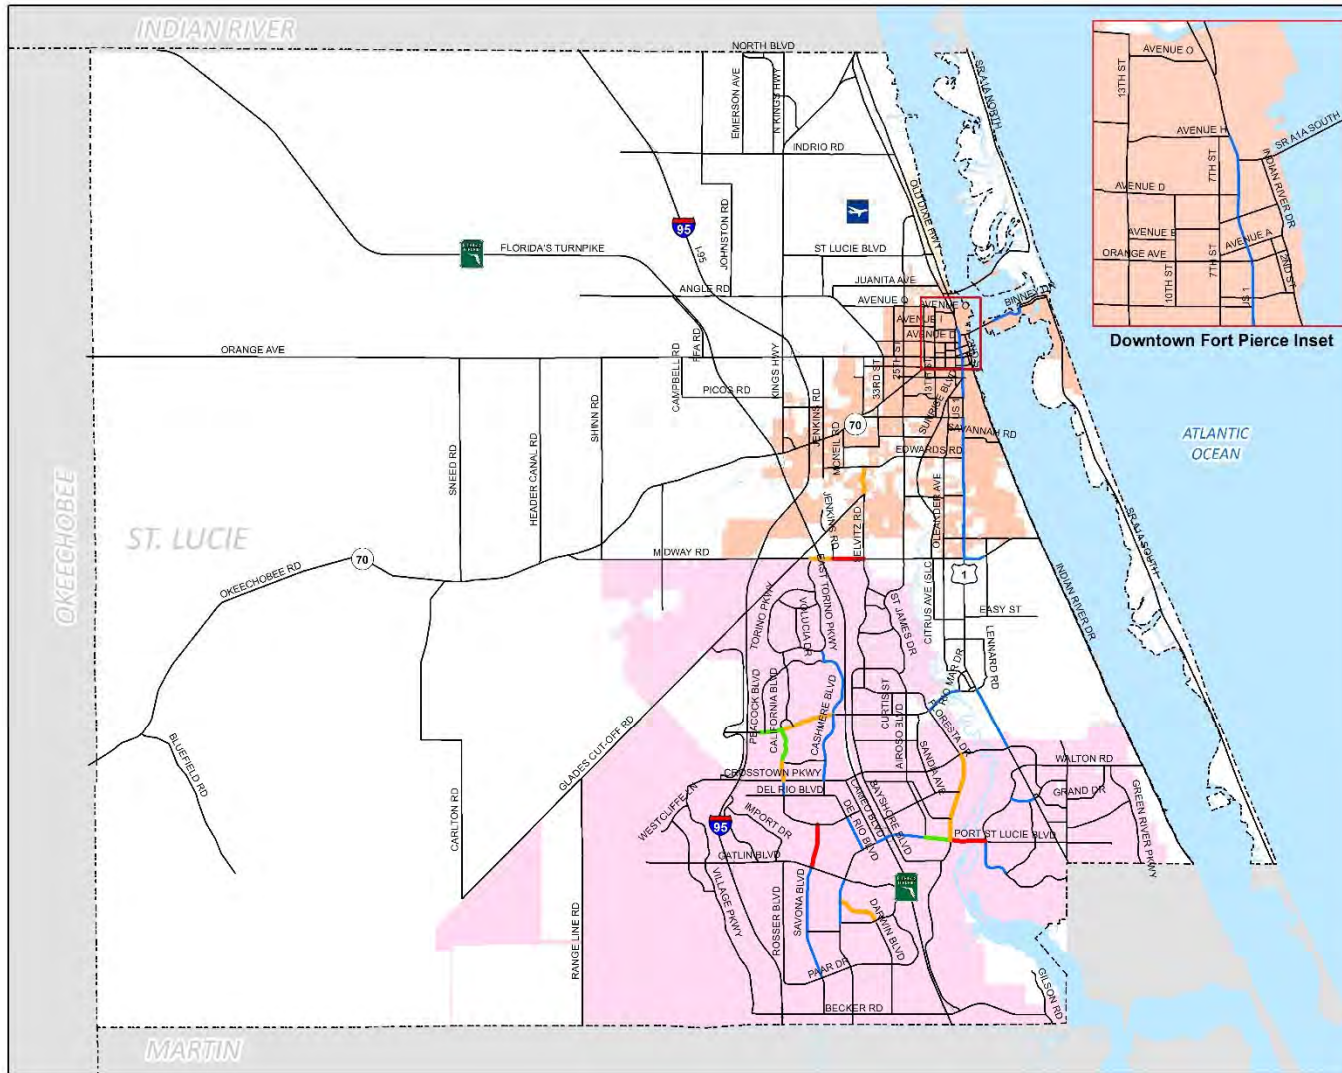 INDIAN RIVER
NORTH BLVD
EMERSON AVE
N KINGS HWY
SR A1A NORTH
INDRIO RD
OLD DIXIE HWY
JOHNSTON RD
95
I-95
FLORIDA'S TURNPIKE
ST LUCIE BLVD
JUANITA AVE
ANGLE RD
AVENUE Q
AVENUE O
BINNEY DR
AVENUE I
AVENUE D
2ND ST
ORANGE AVE
FFA RD
CAMPBELL RD
KINGS HWY
25TH ST
33RD ST
13TH ST
PICOS RD
JENKINS RD
SUNRISE BLVD
US 1
70
SHINN RD
MCNEIL RD
SAVANNAH RD
EDWARDS RD
SNEED RD
HEADER CANAL RD
ATLANTIC
OCEAN
OKEECHOBEE
ST. LUCIE
JENKINS RD
SELVITZ RD
OLEANDER AVE
SR A1A SOUTH
MIDWAY RD
70
OKEECHOBEE RD
1
INDIAN RIVER DR
TORINO PKWY
EAST TORINO PKWY
VOLUCIA DR
ST JAMES DR
CITRUS AVE (SLC)
EASY ST
LENNARD RD
RIO MAR DR
PEACOCK BLVD
CALIFORNIA BLVD
CASHMERE BLVD
CURTIS ST
AIROSO BLVD
FLORESTA DR
SANDIA AVE
GLADES CUT-OFF RD
BLUEFIELD RD
WALTON RD
CROSSTOWN PKWY
DEL RIO BLVD
CAMEO BLVD
BAYSHORE BLVD
GRAND DR
GREEN RIVER PKWY
CARLTON RD
WESTCLIFFE LN
IMPORT DR
95
DEL RIO BLVD
PORT ST LUCIE BLVD
GATLIN BLVD
VILLAGE PKWY
ROSSER BLVD
SAVONA BLVD
DARWIN BLVD
RANGE LINE RD
PAAR DR
BECKER RD
GILSON RD
MARTIN
AVENUE O
13TH ST
AVENUE H
SR A1A SOUTH
7TH ST
INDIAN RIVER DR
AVENUE D
AVENUE B
AVENUE A
ORANGE AVE
10TH ST
7TH ST
2ND ST
US 1
Downtown Fort Pierce Inset